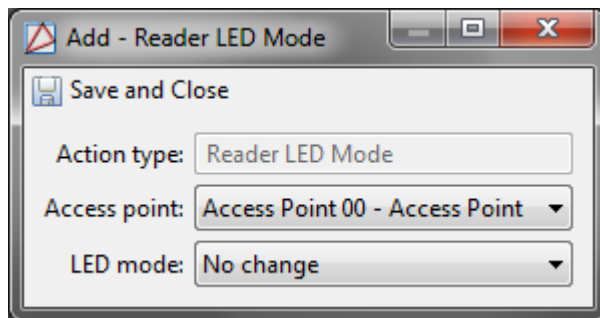 Add - Reader LED Mode
Save and Close
Action type: Reader LED Mode
Access point: Access Point 00 - Access Point
LED mode: No change